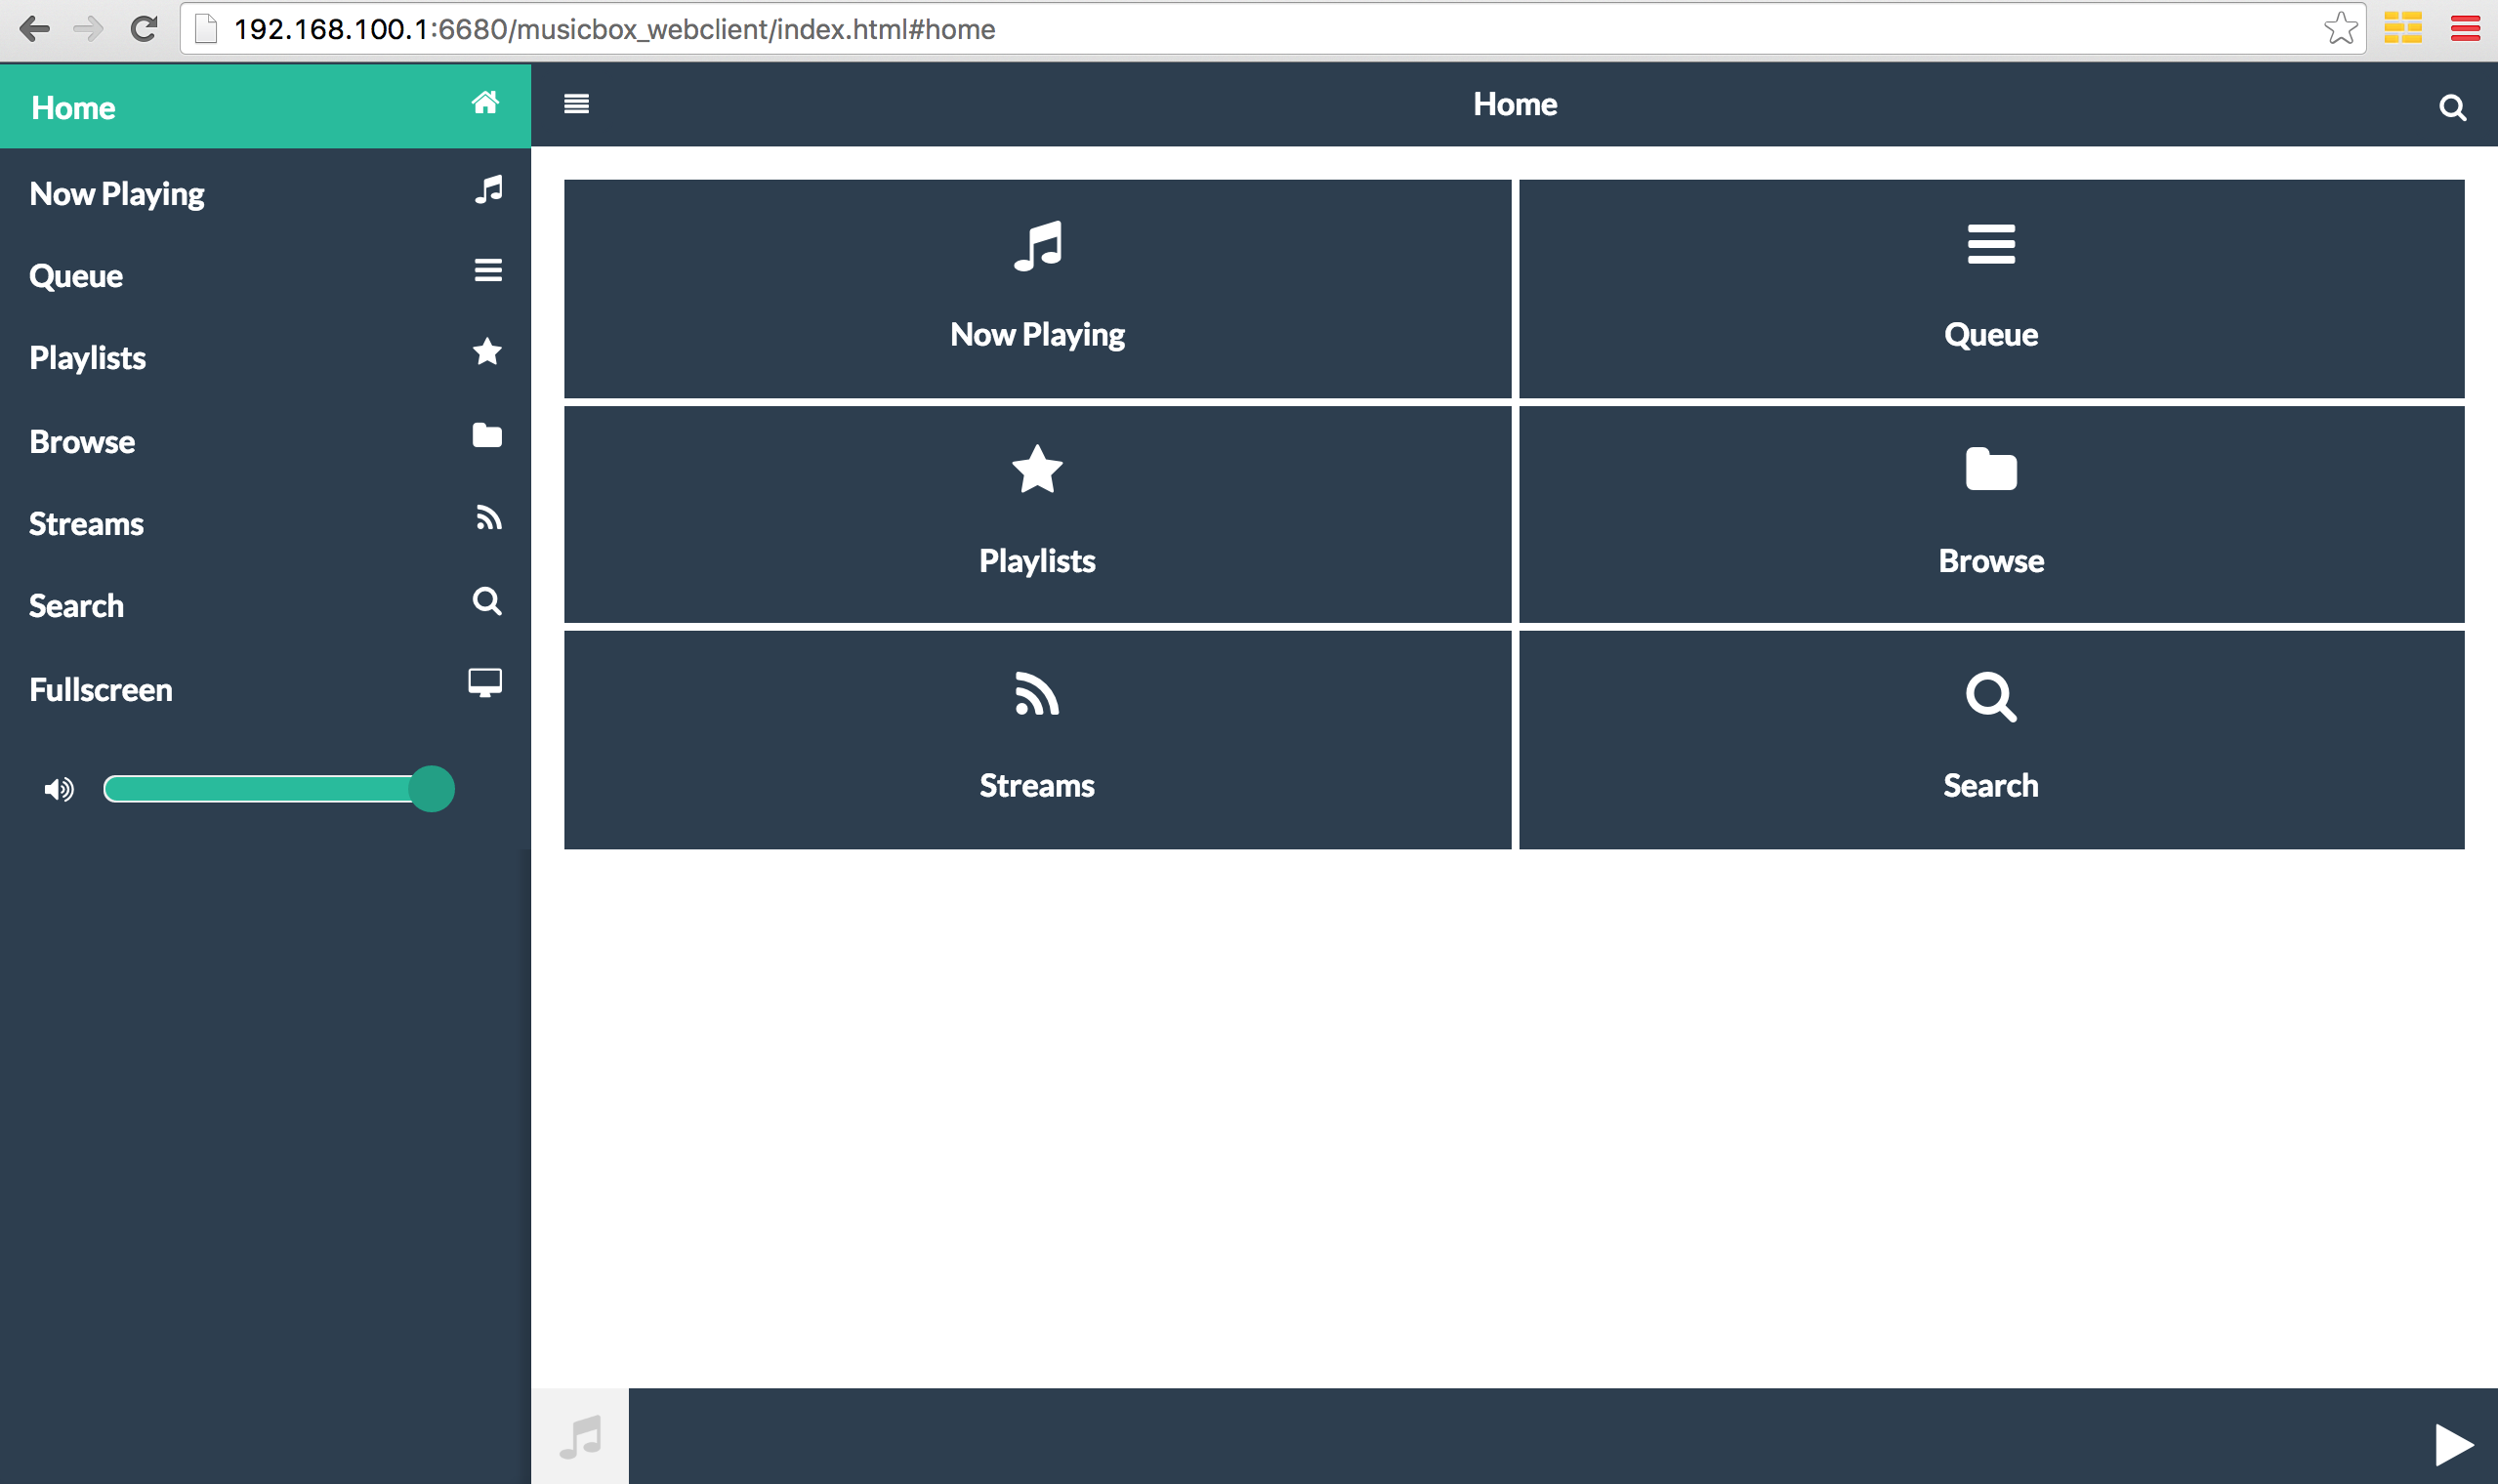 192.168.100.1:6680/musicbox_webclient/index.html#home
Home
Now Playing
Queue
Playlists
Browse
Streams
Search
Fullscreen
Home
Now Playing
Queue
Playlists
Browse
Streams
Search